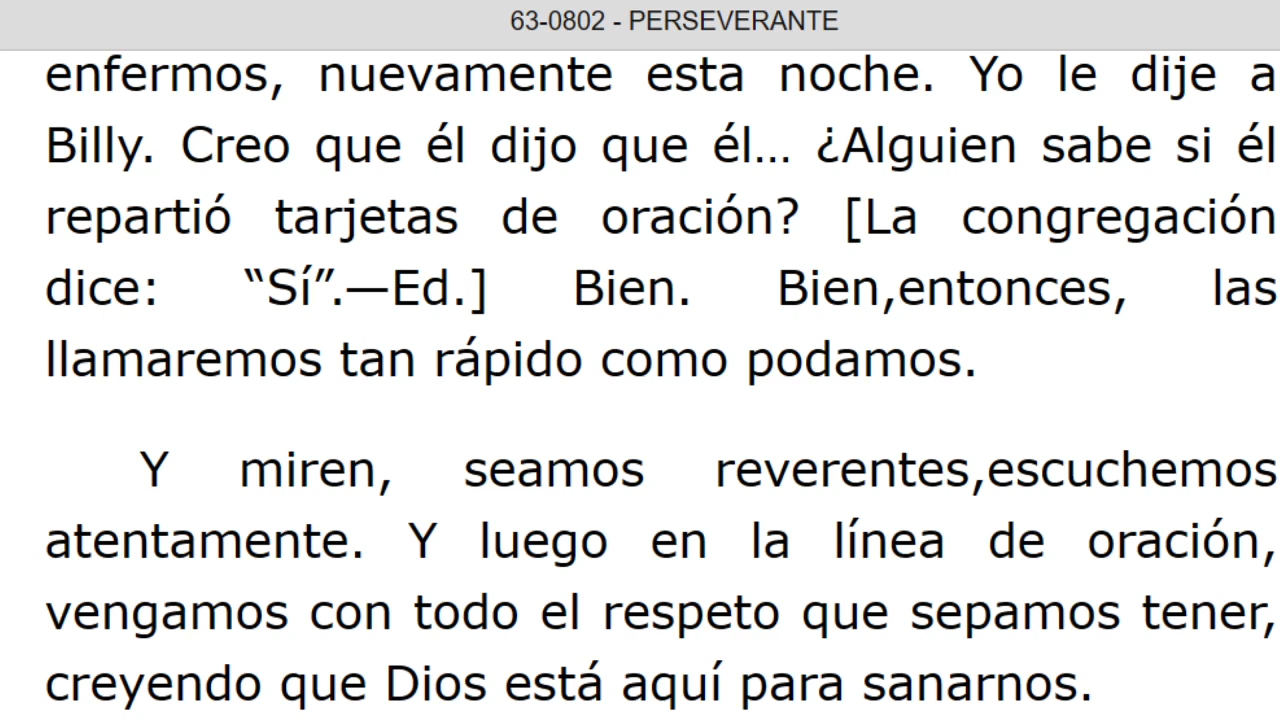 63-0802 - PERSEVERANTE
enfermos, nuevamente esta noche. Yo le dije a
Billy. Creo que él dijo que él… ¿Alguien sabe si él
repartió tarjetas de oración? [La congregación
dice: “Sí”.—Ed.] Bien. Bien,entonces, las
llamaremos tan rápido como podamos.
Y miren, seamos reverentes,escuchemos
atentamente. Y luego en la línea de oración,
vengamos con todo el respeto que sepamos tener,
creyendo que Dios está aquí para sanarnos.